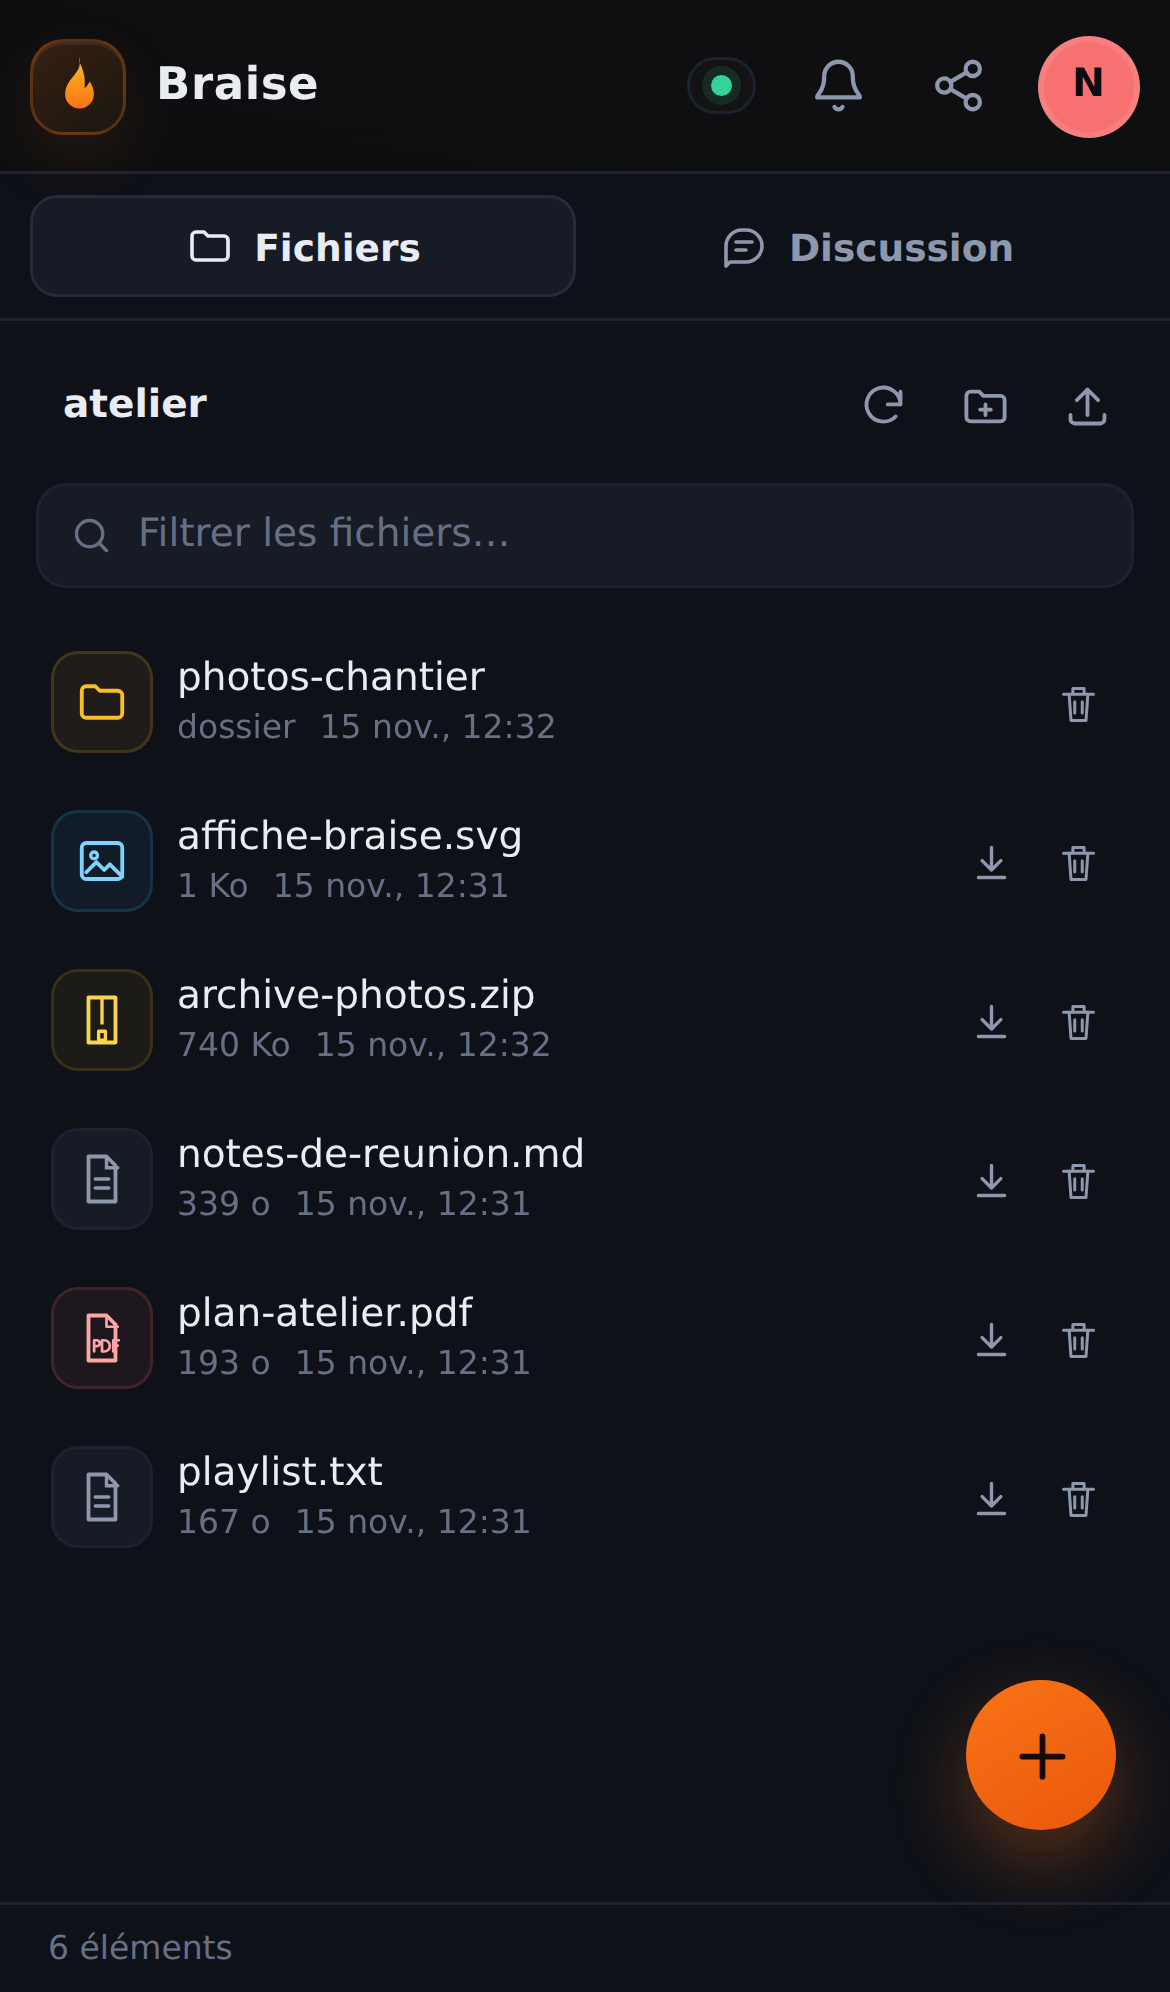 Braise
N
Fichiers
Discussion
atelier
Filtrer les fichiers...
photos-chantier
dossier 15 nov., 12:32
affiche-braise.svg
1 Ko 15 nov., 12:31
archive-photos.zip
740 Ko 15 nov., 12:32
notes-de-reunion.md
339 o 15 nov., 12:31
PDF
plan-atelier.pdf
193 o 15 nov., 12:31
playlist.txt
167 o 15 nov., 12:31
6 éléments